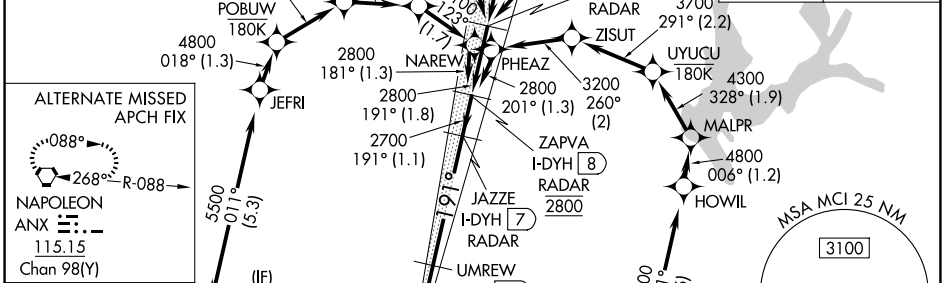 POBUW
180K
4800
018° (1.3)
JEFRI
5500
011°
(5.3)
(IF)
123°
(1.7)
2800
181° (1.3)
NAREW
2800
191° (1.8)
2700
191° (1.1)
191°
RADAR
PHEAZ
2800
201° (1.3)
ZAPVA
I-DYH 8
RADAR
2800
JAZZE
I-DYH 7
RADAR
UMREW
ZISUT
3200
260°
(2)
3700
291° (2.2)
UYUCU
180K
4300
328° (1.9)
MALPR
4800
006° (1.2)
HOWIL
ALTERNATE MISSED
APCH FIX
088°
268°
R-088
NAPOLEON
ANX
115.15
Chan 98(Y)
MSA MCI 25 NM
3100